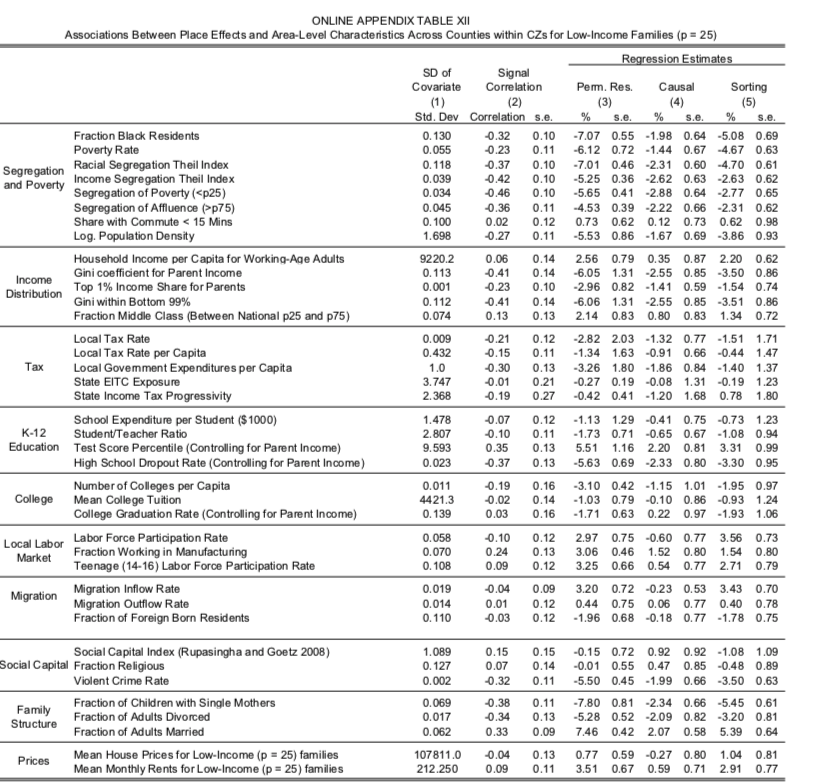 ONLINE APPENDIX TABLE XII
Associations Between Place Effects and Area-Level Characteristics Across Counties within CZs for Low-Income Families (p = 25)
Regression Estimates
SD of Signal
Covariate Correlation Perm. Res. Causal Sorting
(1) (2) (3) (4) (5)
Std. Dev Correlation s.e. % s.e. % s.e. % s.e.
Segregation and Poverty
Fraction Black Residents 0.130 -0.32 0.10 -7.07 0.55 -1.98 0.64 -5.08 0.69
Poverty Rate 0.055 -0.23 0.11 -6.12 0.72 -1.44 0.67 -4.67 0.63
Racial Segregation Theil Index 0.118 -0.37 0.10 -7.01 0.46 -2.31 0.60 -4.70 0.61
Income Segregation Theil Index 0.039 -0.42 0.10 -5.25 0.36 -2.62 0.63 -2.63 0.62
Segregation of Poverty (<p25) 0.034 -0.46 0.10 -5.65 0.41 -2.88 0.64 -2.77 0.65
Segregation of Affluence (>p75) 0.045 -0.36 0.11 -4.53 0.39 -2.22 0.66 -2.31 0.62
Share with Commute < 15 Mins 0.100 0.02 0.12 0.73 0.62 0.12 0.73 0.62 0.98
Log. Population Density 1.698 -0.27 0.11 -5.53 0.86 -1.67 0.69 -3.86 0.93
Income Distribution
Household Income per Capita for Working-Age Adults 9220.2 0.06 0.14 2.56 0.79 0.35 0.87 2.20 0.62
Gini coefficient for Parent Income 0.113 -0.41 0.14 -6.05 1.31 -2.55 0.85 -3.50 0.86
Top 1% Income Share for Parents 0.001 -0.23 0.10 -2.96 0.82 -1.41 0.59 -1.54 0.74
Gini within Bottom 99% 0.112 -0.41 0.14 -6.06 1.31 -2.55 0.85 -3.51 0.86
Fraction Middle Class (Between National p25 and p75) 0.074 0.13 0.13 2.14 0.83 0.80 0.83 1.34 0.72
Tax
Local Tax Rate 0.009 -0.21 0.12 -2.82 2.03 -1.32 0.77 -1.51 1.71
Local Tax Rate per Capita 0.432 -0.15 0.11 -1.34 1.63 -0.91 0.66 -0.44 1.47
Local Government Expenditures per Capita 1.0 -0.30 0.13 -3.26 1.80 -1.86 0.84 -1.40 1.37
State EITC Exposure 3.747 -0.01 0.21 -0.27 0.19 -0.08 1.31 -0.19 1.23
State Income Tax Progressivity 2.368 -0.19 0.27 -0.42 0.41 -1.20 1.68 0.78 1.80
K-12 Education
School Expenditure per Student ($1000) 1.478 -0.07 0.12 -1.13 1.29 -0.41 0.75 -0.73 1.23
Student/Teacher Ratio 2.807 -0.10 0.11 -1.73 0.71 -0.65 0.67 -1.08 0.94
Test Score Percentile (Controlling for Parent Income) 9.593 0.35 0.13 5.51 1.16 2.20 0.81 3.31 0.99
High School Dropout Rate (Controlling for Parent Income) 0.023 -0.37 0.13 -5.63 0.69 -2.33 0.80 -3.30 0.95
College
Number of Colleges per Capita 0.011 -0.19 0.16 -3.10 0.42 -1.15 1.01 -1.95 0.97
Mean College Tuition 4421.3 -0.02 0.14 -1.03 0.79 -0.10 0.86 -0.93 1.24
College Graduation Rate (Controlling for Parent Income) 0.139 0.03 0.16 -1.71 0.63 0.22 0.97 -1.93 1.06
Local Labor Market
Labor Force Participation Rate 0.058 -0.10 0.12 2.97 0.75 -0.60 0.77 3.56 0.73
Fraction Working in Manufacturing 0.070 0.24 0.13 3.06 0.46 1.52 0.80 1.54 0.80
Teenage (14-16) Labor Force Participation Rate 0.108 0.09 0.12 3.25 0.66 0.54 0.77 2.71 0.79
Migration
Migration Inflow Rate 0.019 -0.04 0.09 3.20 0.72 -0.23 0.53 3.43 0.70
Migration Outflow Rate 0.014 0.01 0.12 0.44 0.75 0.06 0.77 0.40 0.78
Fraction of Foreign Born Residents 0.110 -0.03 0.12 -1.96 0.68 -0.18 0.77 -1.78 0.75
Social Capital
Social Capital Index (Rupasingha and Goetz 2008) 1.089 0.15 0.15 -0.15 0.72 0.92 0.92 -1.08 1.09
Fraction Religious 0.127 0.07 0.14 -0.01 0.55 0.47 0.85 -0.48 0.89
Violent Crime Rate 0.002 -0.32 0.11 -5.50 0.45 -1.99 0.66 -3.50 0.63
Family Structure
Fraction of Children with Single Mothers 0.069 -0.38 0.11 -7.80 0.81 -2.34 0.66 -5.45 0.61
Fraction of Adults Divorced 0.017 -0.34 0.13 -5.28 0.52 -2.09 0.82 -3.20 0.81
Fraction of Adults Married 0.062 0.33 0.09 7.46 0.42 2.07 0.58 5.39 0.64
Prices
Mean House Prices for Low-Income (p = 25) families 107811.0 -0.04 0.13 0.77 0.59 -0.27 0.80 1.04 0.81
Mean Monthly Rents for Low-Income (p = 25) families 212.250 0.09 0.11 3.51 0.67 0.59 0.71 2.91 0.77